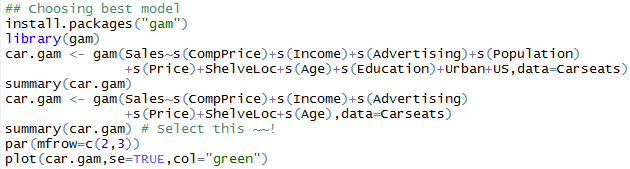 ## Choosing best model
install.packages("gam")
library(gam)
car.gam <- gam(Sales~s(CompPrice)+s(Income)+s(Advertising)+s(Population)
+s(Price)+ShelveLoc+s(Age)+s(Education)+Urban+US,data=Carseats)
summary(car.gam)
car.gam <- gam(Sales~s(CompPrice)+s(Income)+s(Advertising)
+s(Price)+ShelveLoc+s(Age),data=Carseats)
summary(car.gam) # Select this ~~!
par(mfrow=c(2,3))
plot(car.gam,se=TRUE,col="green")